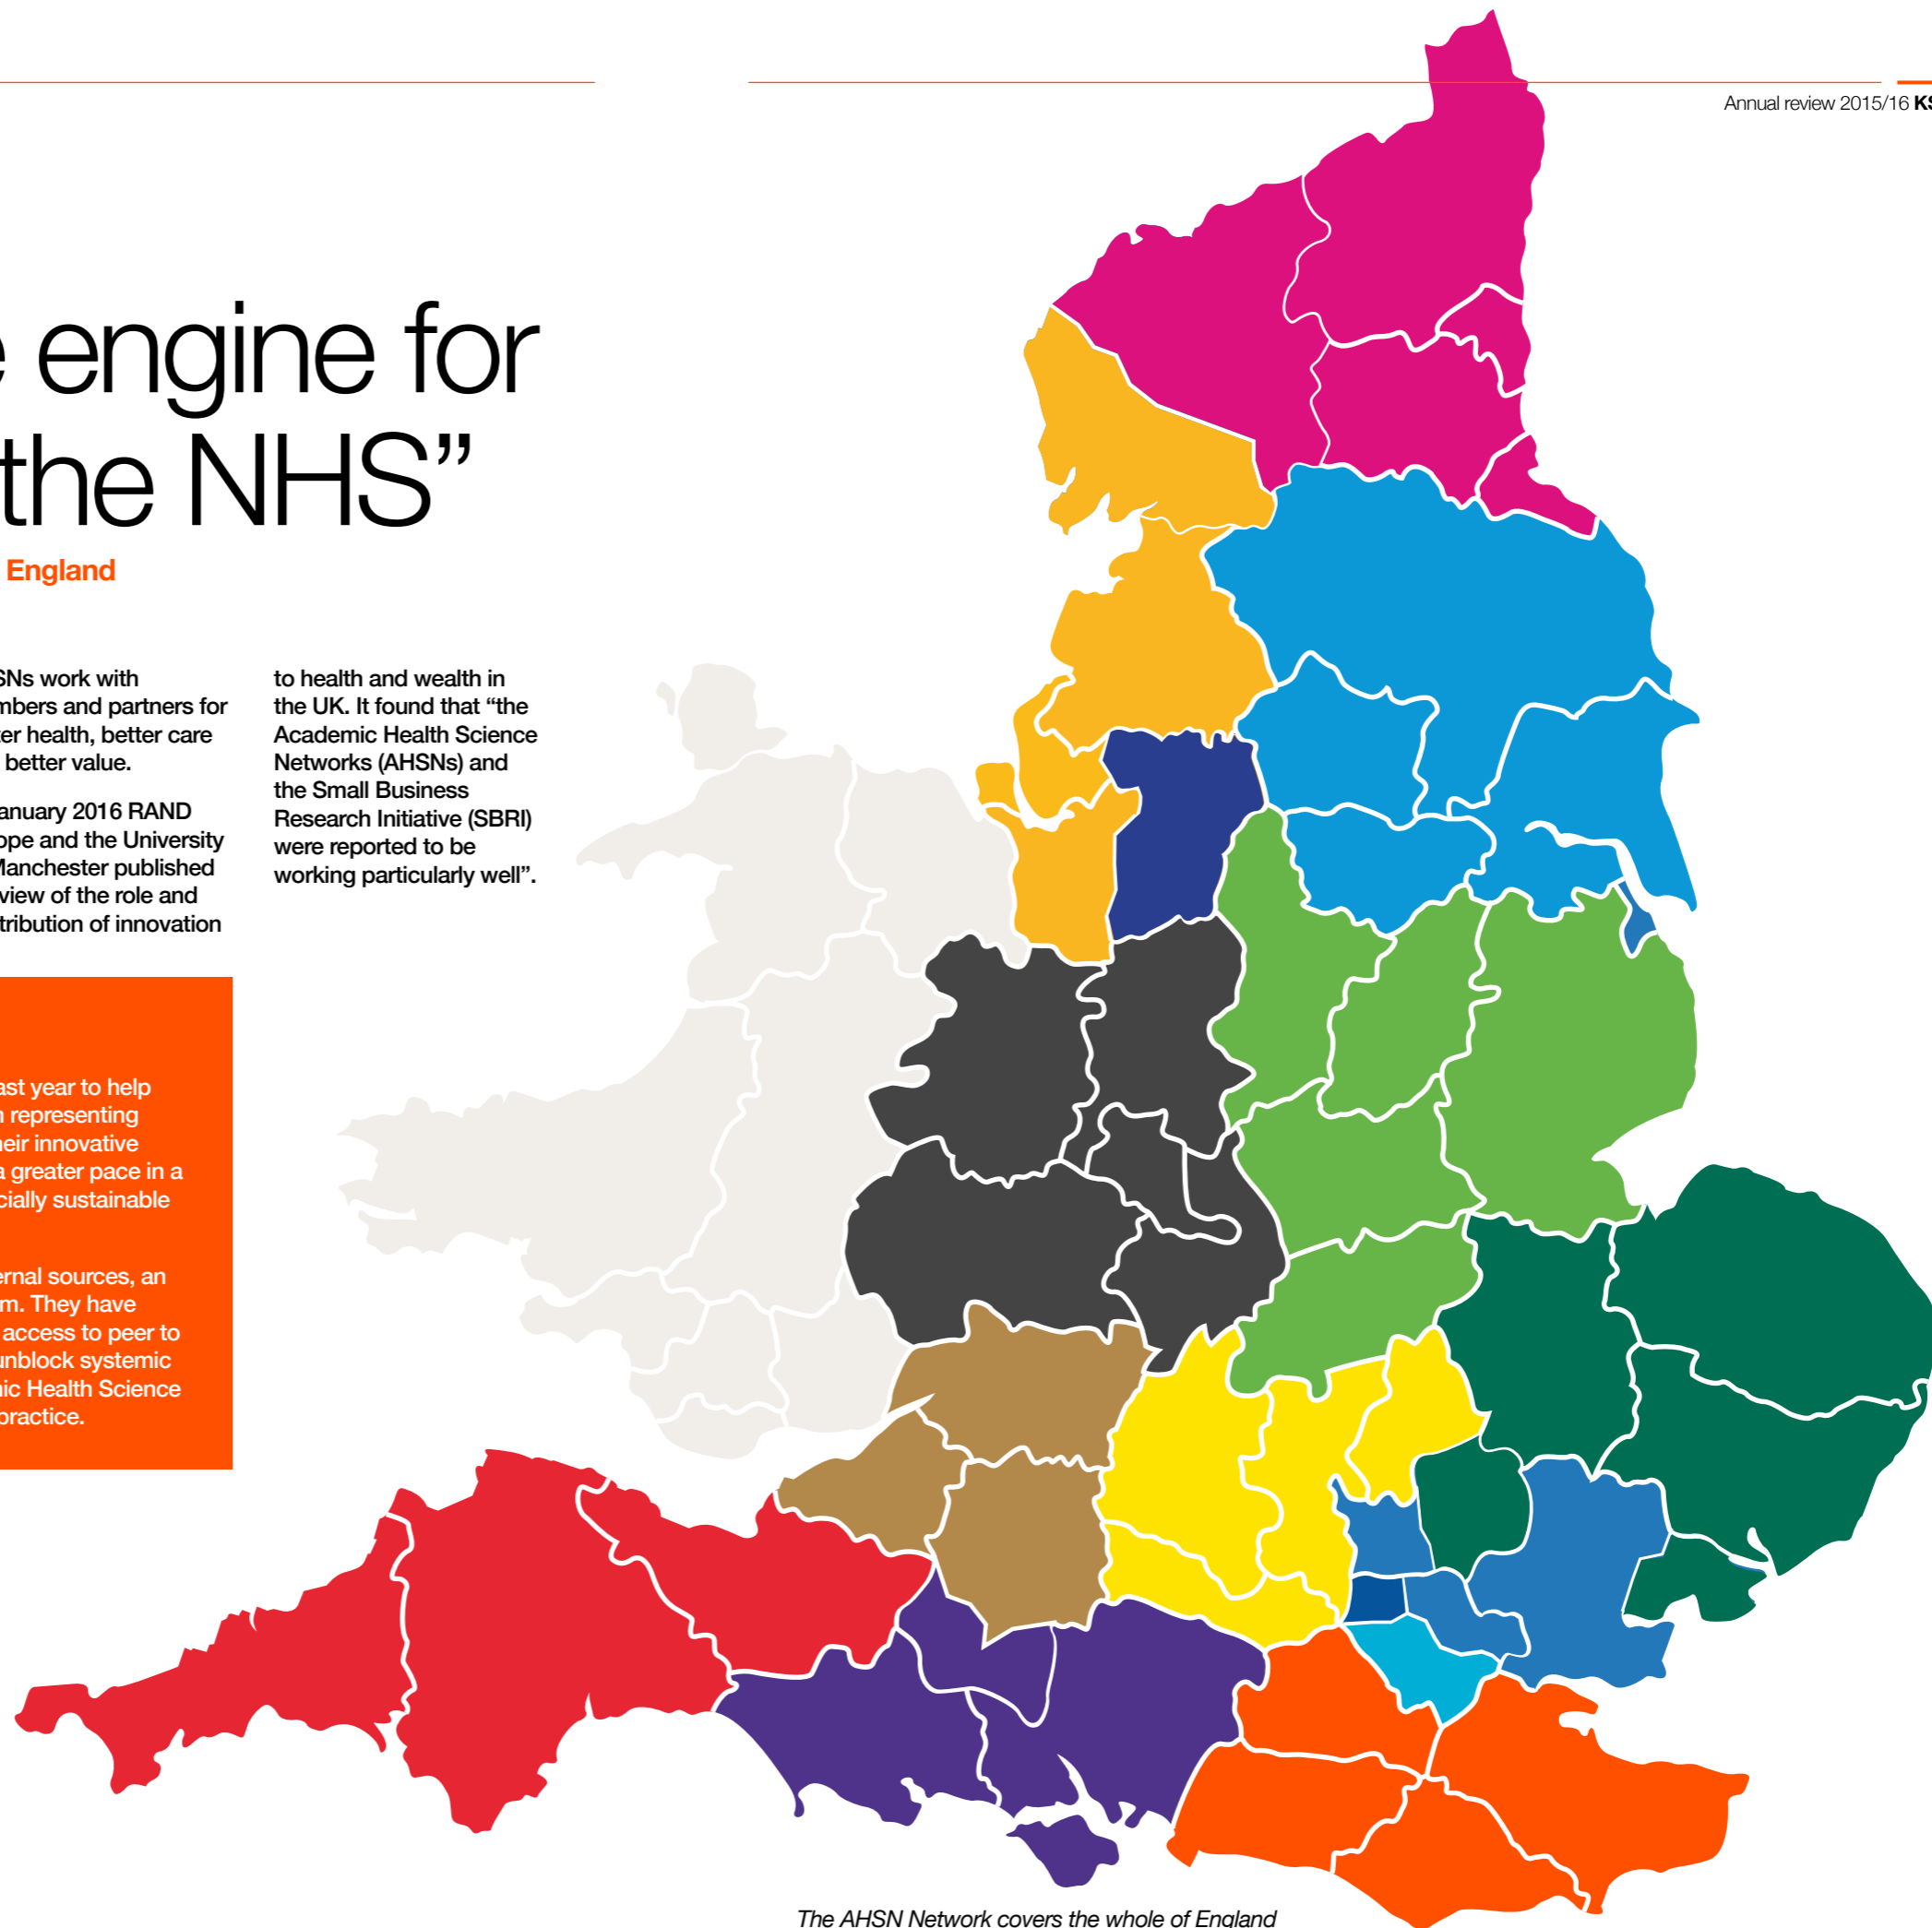 Annual review 2015/16 KS
engine for
the NHS”
England
SNs work with
mbers and partners for
er health, better care
better value.
anuary 2016 RAND
ope and the University
Manchester published
view of the role and
tribution of innovation
to health and wealth in
the UK. It found that “the
Academic Health Science
Networks (AHSNs) and
the Small Business
Research Initiative (SBRI)
were reported to be
working particularly well”.
ast year to help
n representing
heir innovative
a greater pace in a
cially sustainable
ernal sources, an
m. They have
access to peer to
unblock systemic
nic Health Science
practice.
The AHSN Network covers the whole of England